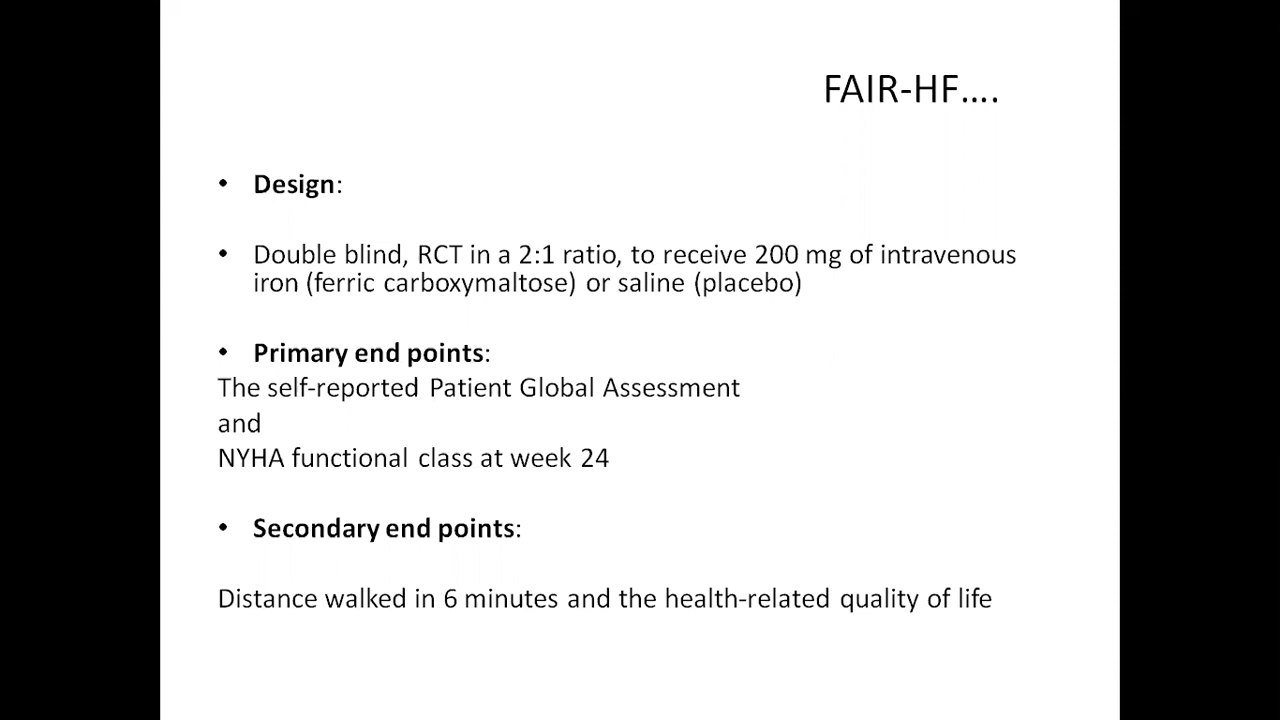 FAIR-HF....
• Design:
• Double blind, RCT in a 2:1 ratio, to receive 200 mg of intravenous
iron (ferric carboxymaltose) or saline (placebo)
• Primary end points:
The self-reported Patient Global Assessment
and
NYHA functional class at week 24
• Secondary end points:
Distance walked in 6 minutes and the health-related quality of life